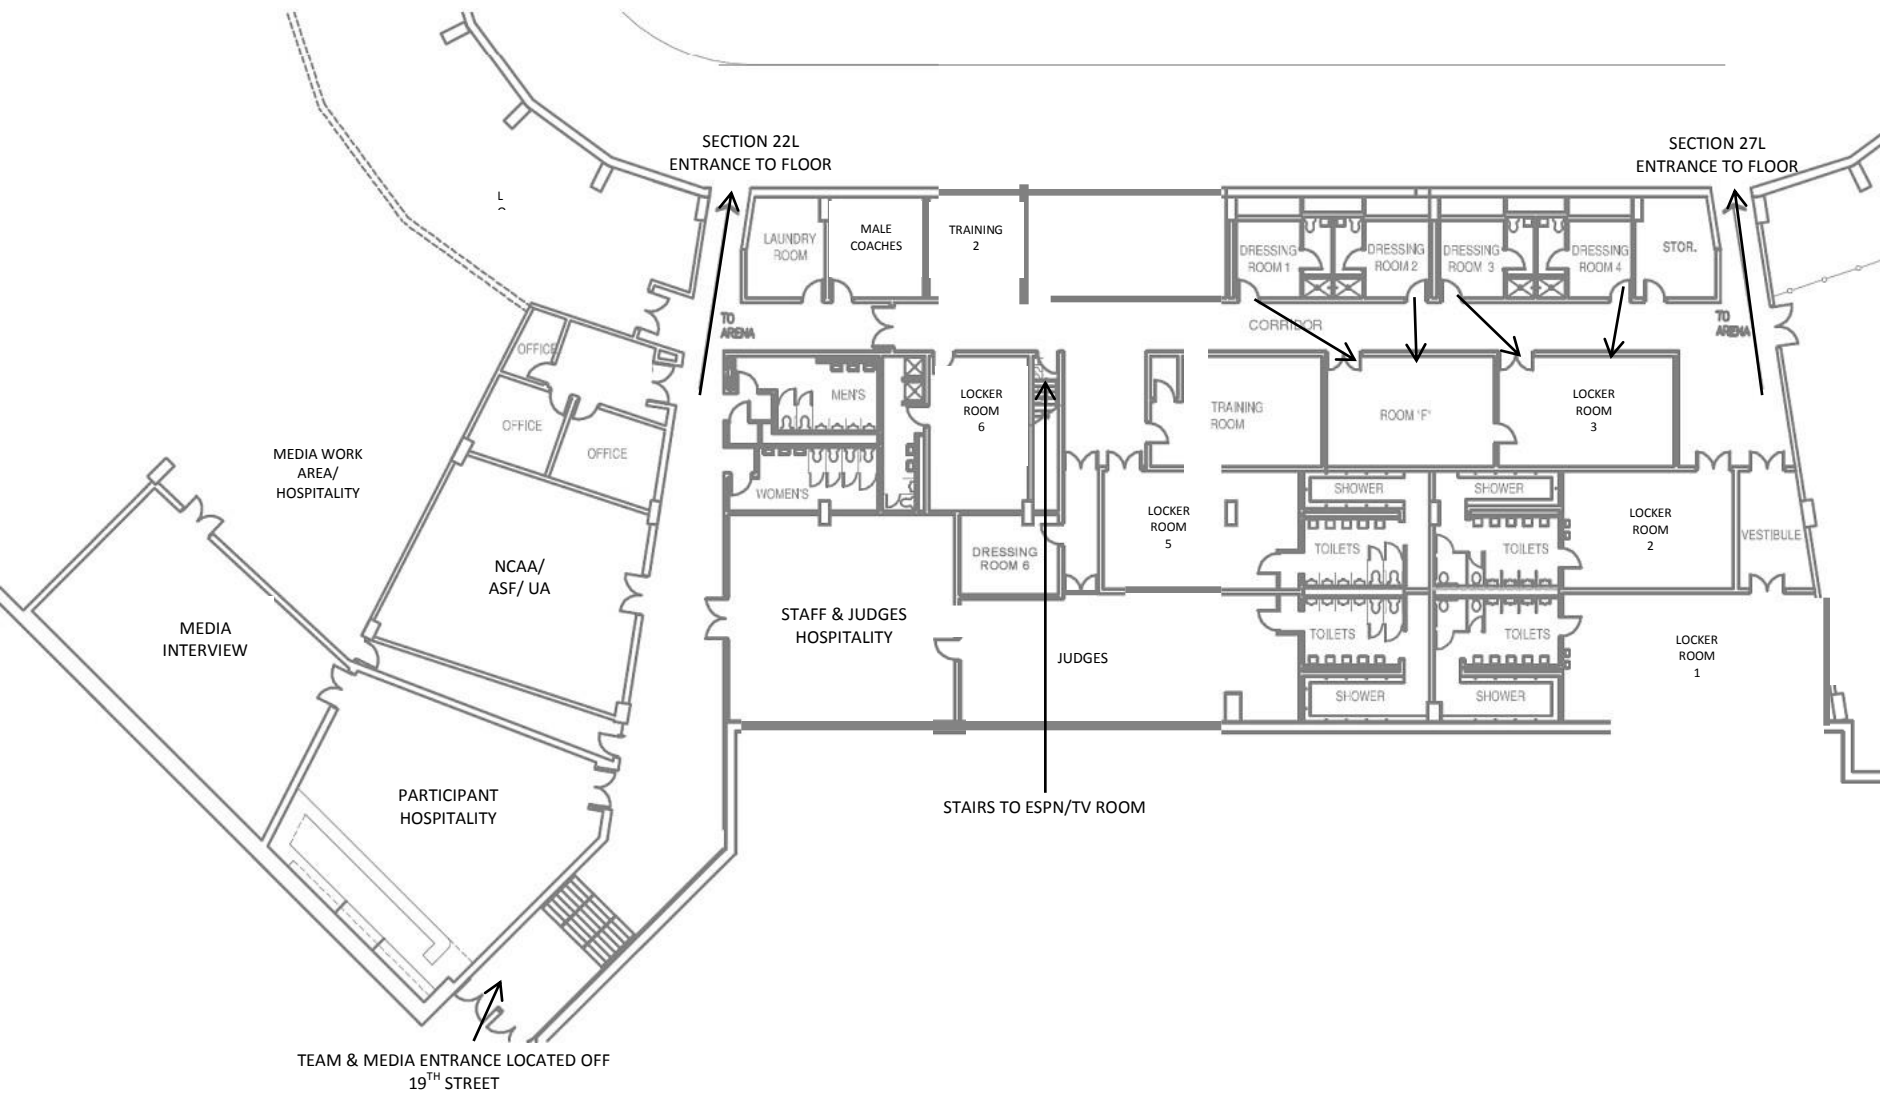 SECTION 22L
ENTRANCE TO FLOOR
SECTION 27L
ENTRANCE TO FLOOR
L
LAUNDRY
ROOM
MALE
COACHES
TRAINING
2
DRESSING
ROOM 1
DRESSING
ROOM 2
DRESSING
ROOM 3
DRESSING
ROOM 4
STOR.
TO
ARENA
CORRIDOR
TO
ARENA
OFFICE
OFFICE
OFFICE
MEN'S
WOMEN'S
LOCKER
ROOM
6
TRAINING
ROOM
ROOM 'F'
LOCKER
ROOM
3
MEDIA WORK
AREA/
HOSPITALITY
SHOWER
SHOWER
LOCKER
ROOM
5
LOCKER
ROOM
2
VESTIBULE
TOILETS
TOILETS
DRESSING
ROOM 6
NCAA/
ASF/ UA
STAFF & JUDGES
HOSPITALITY
MEDIA
INTERVIEW
JUDGES
TOILETS
TOILETS
LOCKER
ROOM
1
SHOWER
SHOWER
PARTICIPANT
HOSPITALITY
STAIRS TO ESPN/TV ROOM
TEAM & MEDIA ENTRANCE LOCATED OFF
19TH STREET